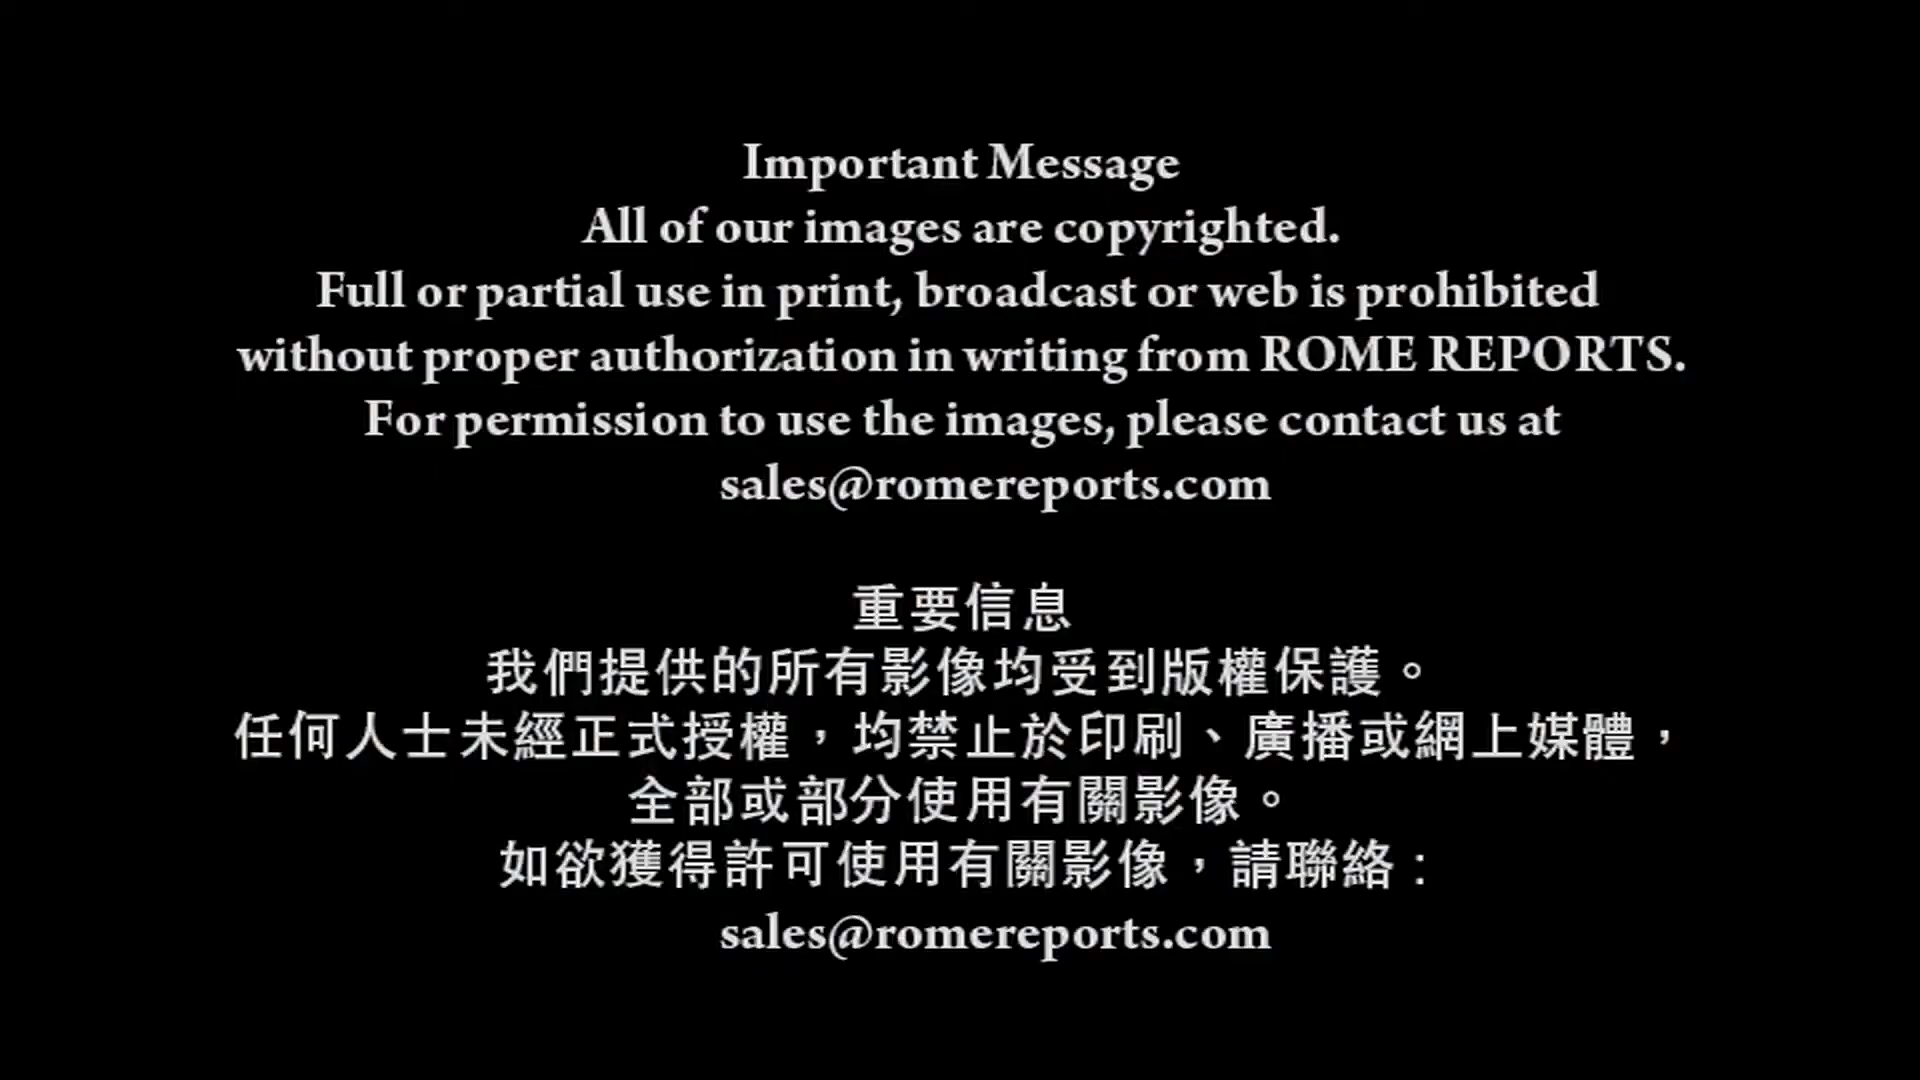 Important Message
All of our images are copyrighted.
Full or partial use in print, broadcast or web is prohibited
without proper authorization in writing from ROME REPORTS.
For permission to use the images, please contact us at
sales@romereports.com
重要信息
我們提供的所有影像均受到版權保護。
任何人士未經正式授權，均禁止於印刷、廣播或網上媒體，
全部或部分使用有關影像。
如欲獲得許可使用有關影像，請聯絡：
sales@romereports.com